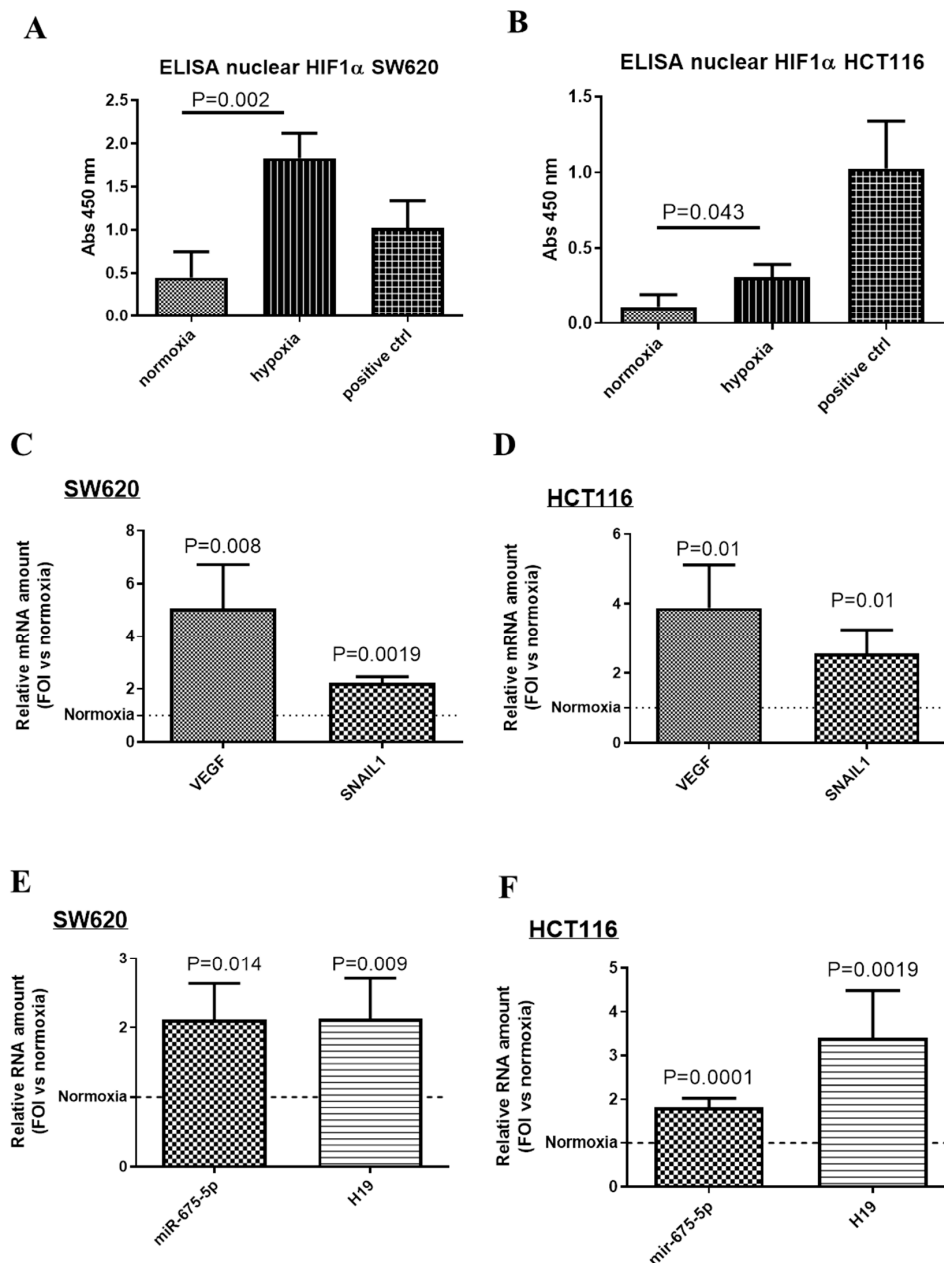 A
ELISA nuclear HIF1α SW620
P=0.002
Abs 450 nm
2.5
2.0
1.5
1.0
0.5
0.0
normoxia
hypoxia
positive ctrl
B
ELISA nuclear HIF1α HCT116
P=0.043
Abs 450 nm
1.5
1.0
0.5
0.0
normoxia
hypoxia
positive ctrl
C
SW620
Relative mRNA amount
(FOI vs normoxia)
8
6
4
2
Normoxia
0
P=0.008
P=0.0019
VEGF
SNAIL1
D
HCT116
Relative mRNA amount
(FOI vs normoxia)
6
4
2
Normoxia
0
P=0.01
P=0.01
VEGF
SNAIL1
E
SW620
Relative RNA amount
(FOI vs normoxia)
3
2
Normoxia
0
P=0.014
P=0.009
miR-675-5p
H19
F
HCT116
Relative RNA amount
(FOI vs normoxia)
5
4
3
2
Normoxia
0
P=0.0001
P=0.0019
mir-675-5p
H19